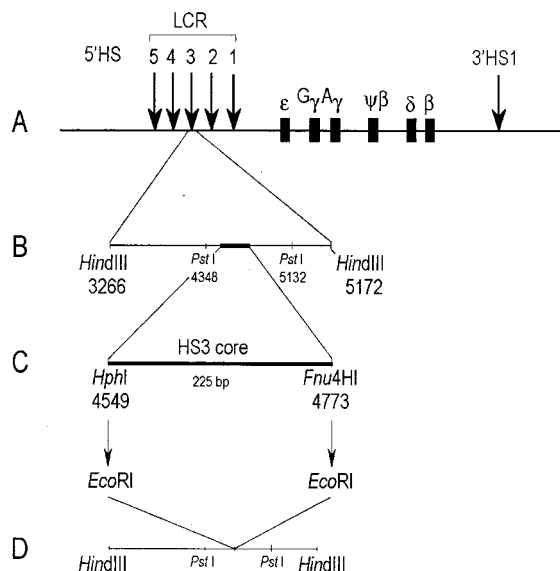 LCR
5'HS 5 4 3 2 1 3'HS1
ε Gγ Aγ ψβ δ β
A
B
HindIII PstI PstI HindIII
3266 4348 5132 5172
HS3 core
C
HphI 225 bp Fnu4HI
4549 4773
EcoRI EcoRI
D
HindIII PstI PstI HindIII